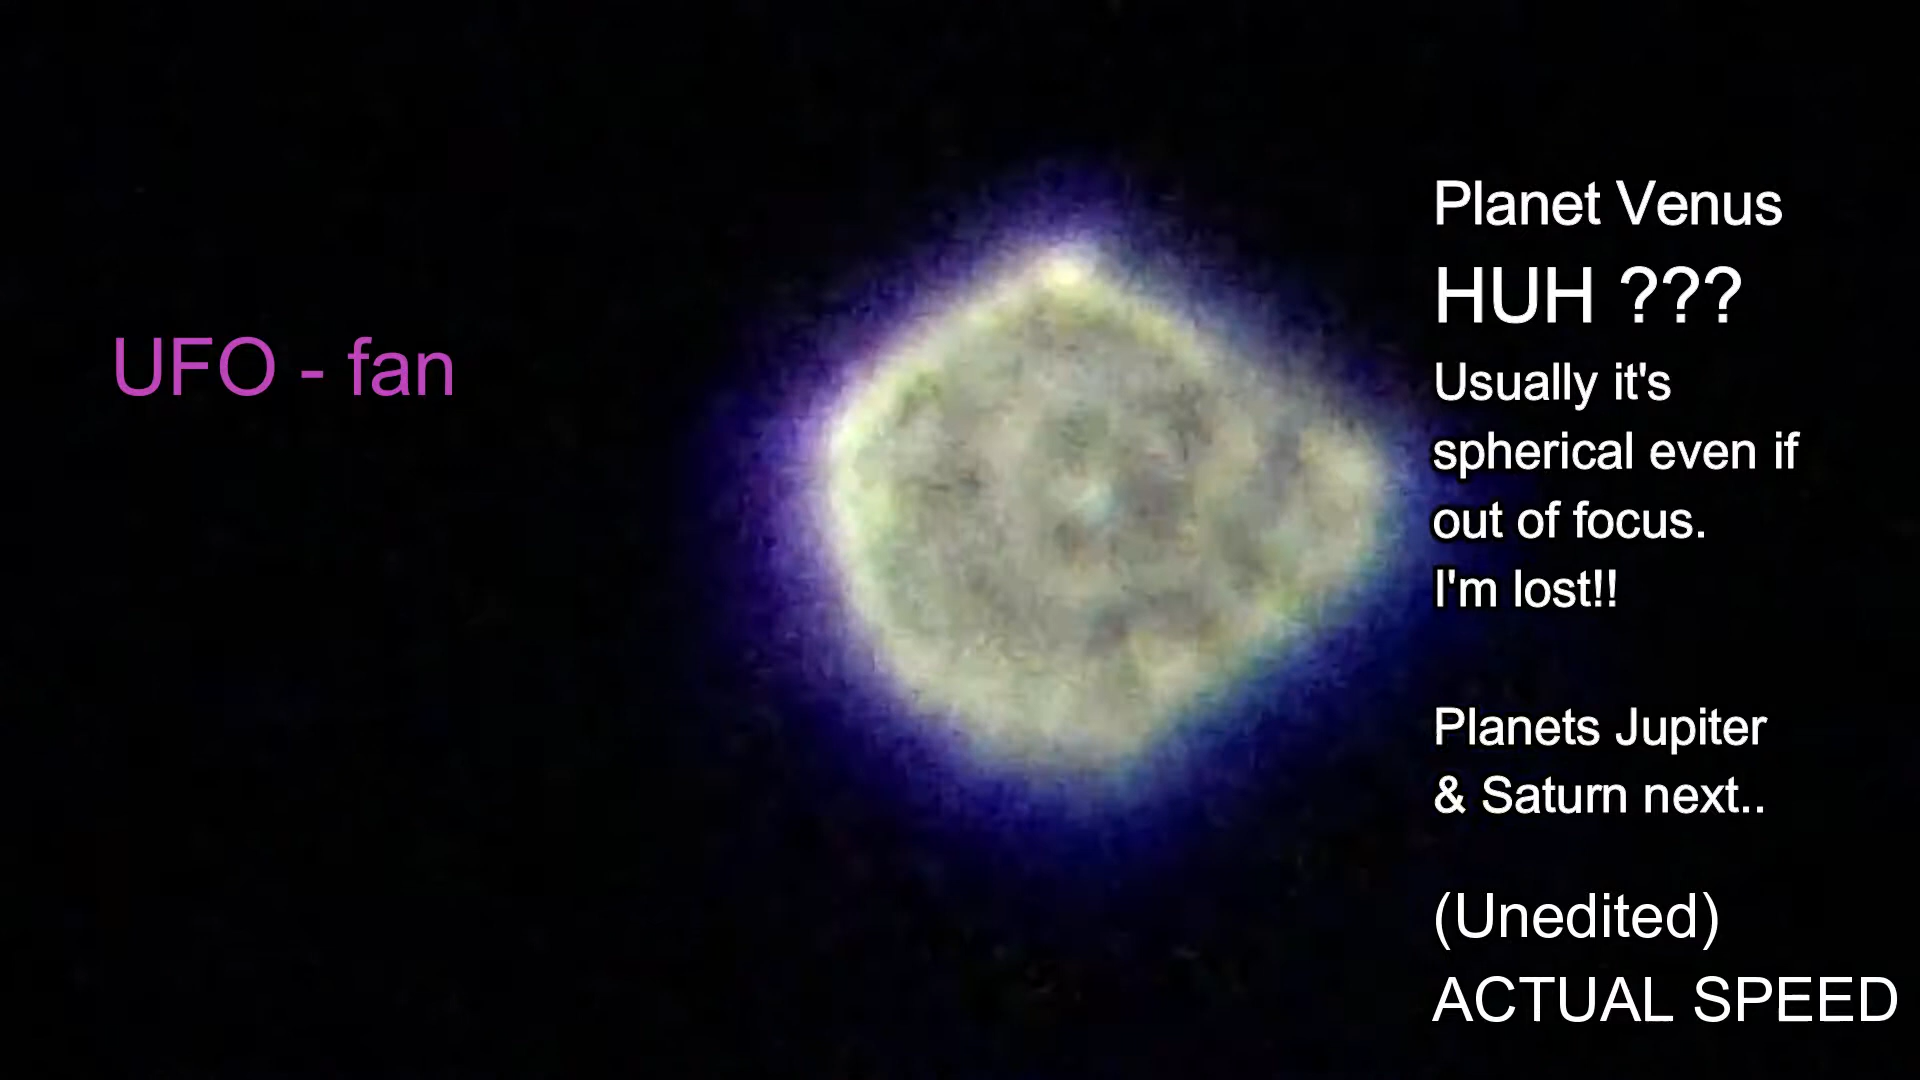 UFO - fan
Planet Venus
HUH ???
Usually it's
spherical even if
out of focus.
I'm lost!!
Planets Jupiter
& Saturn next..
(Unedited)
ACTUAL SPEED